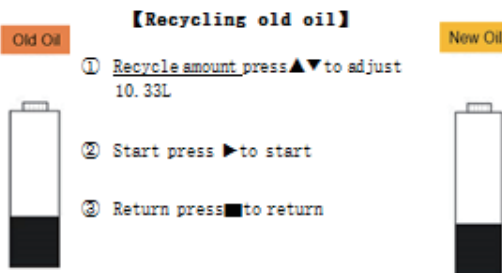 【Recycling old oil】
Old Oil
New Oil
① Recycle amount press▲▼to adjust
10.33L
② Start press ▶to start
③ Return press■to return